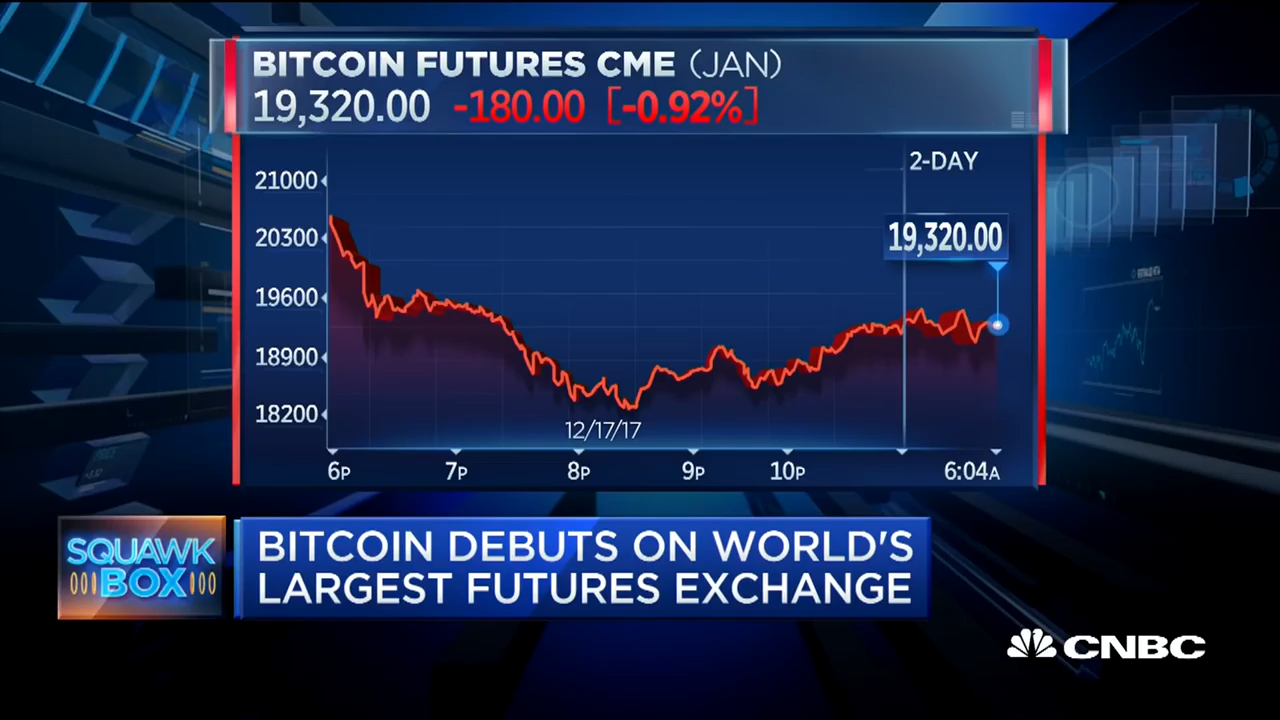 BITCOIN FUTURES CME (JAN)
19,320.00 -180.00 [-0.92%]
2-DAY
21000
20300
19600
18900
18200
19,320.00
12/17/17
6P 7P 8P 9P 10P 6:04A
SQUAWK
BOX
BITCOIN DEBUTS ON WORLD'S
LARGEST FUTURES EXCHANGE
CNBC